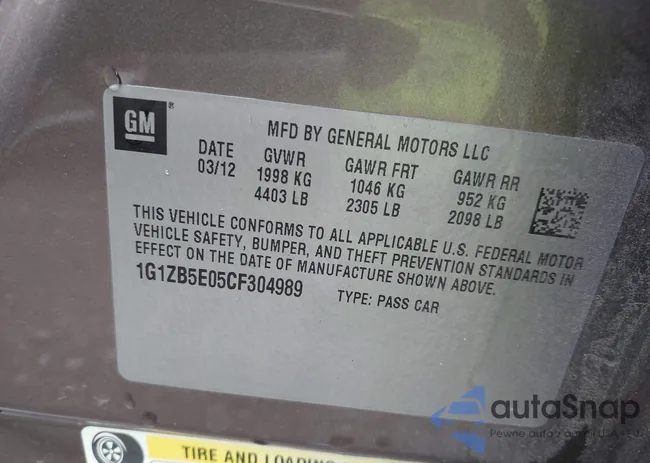 GM ®
MFD BY GENERAL MOTORS LLC
DATE GVWR GAWR FRT GAWR RR
03/12 1998 KG 1046 KG 952 KG
4403 LB 2305 LB 2098 LB
THIS VEHICLE CONFORMS TO ALL APPLICABLE U.S. FEDERAL MOTOR
VEHICLE SAFETY, BUMPER, AND THEFT PREVENTION STANDARDS IN
EFFECT ON THE DATE OF MANUFACTURE SHOWN ABOVE.
1G1ZB5E05CF304989 TYPE: PASS CAR
autoSnap
Pewne auto
TIRE AND LOADING